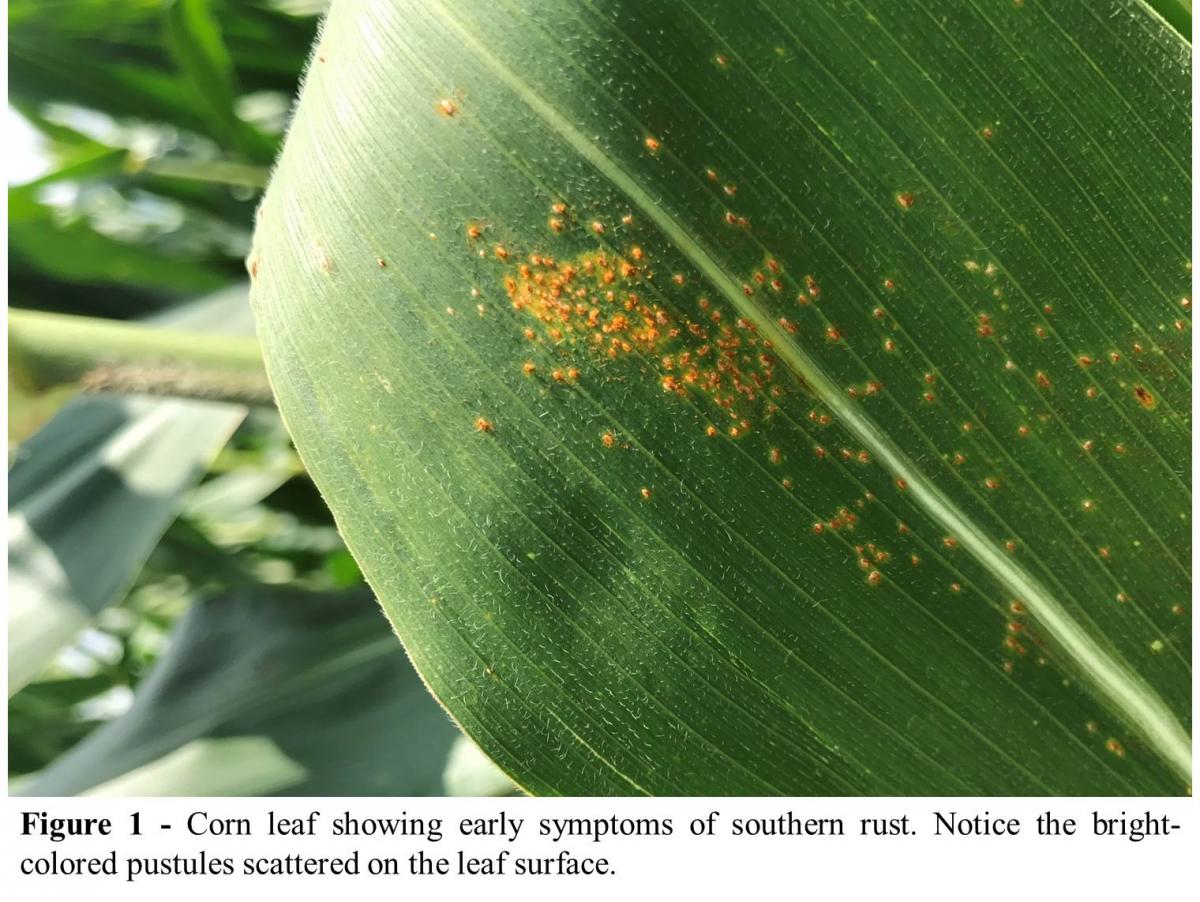 Figure 1 - Corn leaf showing early symptoms of southern rust. Notice the bright-
colored pustules scattered on the leaf surface.